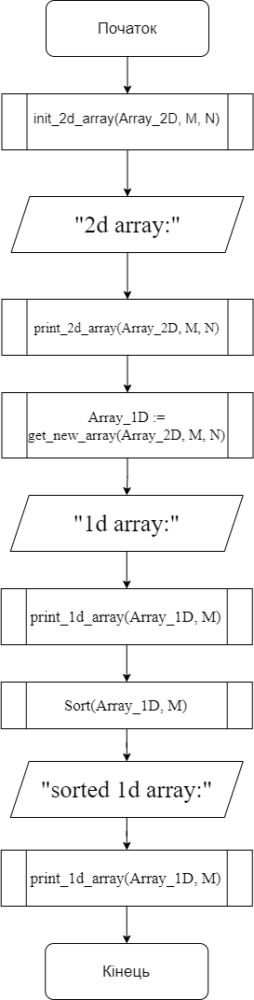 Початок
init_2d_array(Array_2D, M, N)
"2d array:"
print_2d_array(Array_2D, M, N)
Array_1D :=
get_new_array(Array_2D, M, N)
"1d array:"
print_1d_array(Array_1D, M)
Sort(Array_1D, M)
"sorted 1d array:"
print_1d_array(Array_1D, M)
Кінець